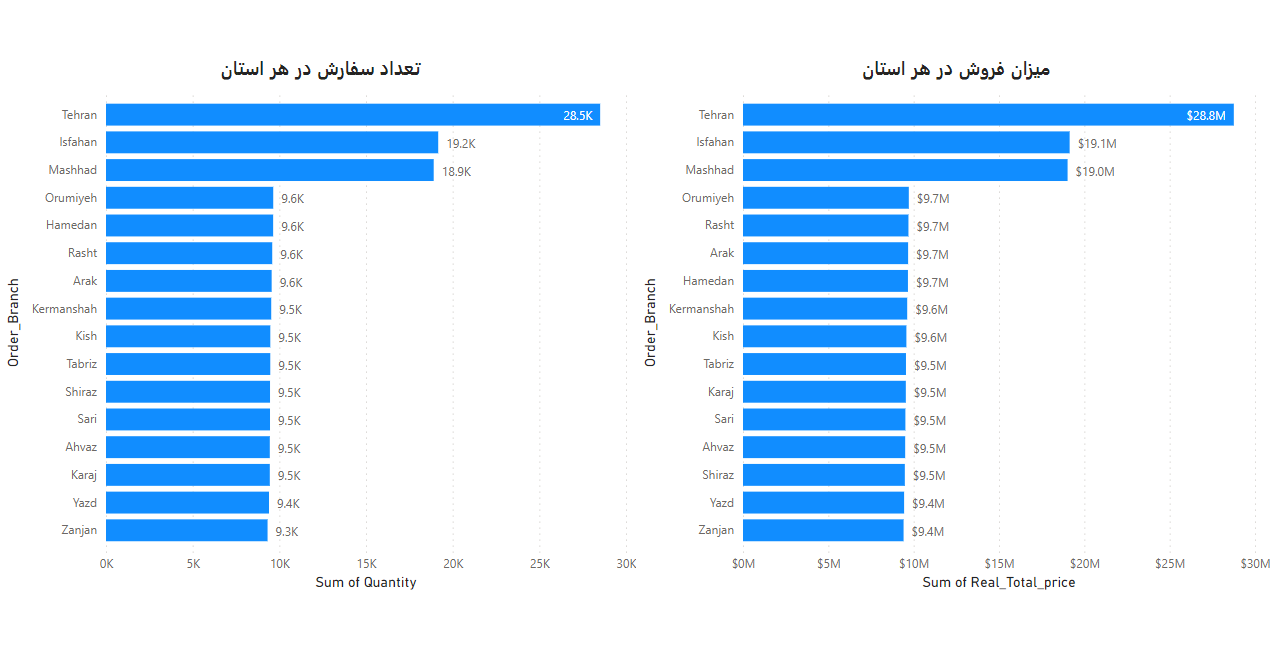 تعداد سفارش در هر استان
Order_Branch
Tehran 28.5K
Isfahan 19.2K
Mashhad 18.9K
Orumiyeh 9.6K
Hamedan 9.6K
Rasht 9.6K
Arak 9.6K
Kermanshah 9.5K
Kish 9.5K
Tabriz 9.5K
Shiraz 9.5K
Sari 9.5K
Ahvaz 9.5K
Karaj 9.5K
Yazd 9.4K
Zanjan 9.3K
0K 5K 10K 15K 20K 25K 30K
Sum of Quantity
میزان فروش در هر استان
Order_Branch
Tehran $28.8M
Isfahan $19.1M
Mashhad $19.0M
Orumiyeh $9.7M
Rasht $9.7M
Arak $9.7M
Hamedan $9.7M
Kermanshah $9.6M
Kish $9.6M
Tabriz $9.5M
Karaj $9.5M
Sari $9.5M
Ahvaz $9.5M
Shiraz $9.5M
Yazd $9.4M
Zanjan $9.4M
$0M $5M $10M $15M $20M $25M $30M
Sum of Real_Total_price